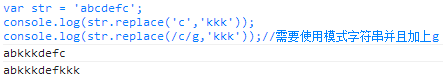 var str = 'abcdefc';
console.log(str.replace('c','kkk'));
console.log(str.replace(/c/g,'kkk'));//需要使用模式字符串并且加上g
abkkkdefc
abkkkdefkkk